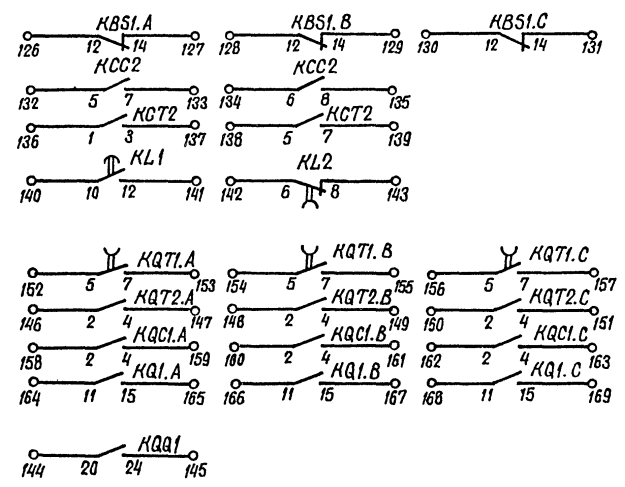 KBS1.A KBS1.B KBS1.C
126 12 14 127 128 12 14 129 130 12 14 131
KCC2 KCC2
132 5 7 133 134 6 8 135
KCT2 KCT2
136 1 3 137 138 5 7 139
KL1 KL2
140 10 12 141 142 6 8 143
KQT1.A KQT1.B KQT1.C
152 5 7 153 154 5 7 155 156 5 7 157
KQT2.A KQT2.B KQT2.C
146 2 4 147 148 2 4 149 160 2 4 151
KQC1.A KQC1.B KQC1.C
158 2 4 159 160 2 4 161 162 2 4 163
KQ1.A KQ1.B KQ1.C
164 11 15 165 166 11 15 167 168 11 15 169
KQQ1
144 20 24 145